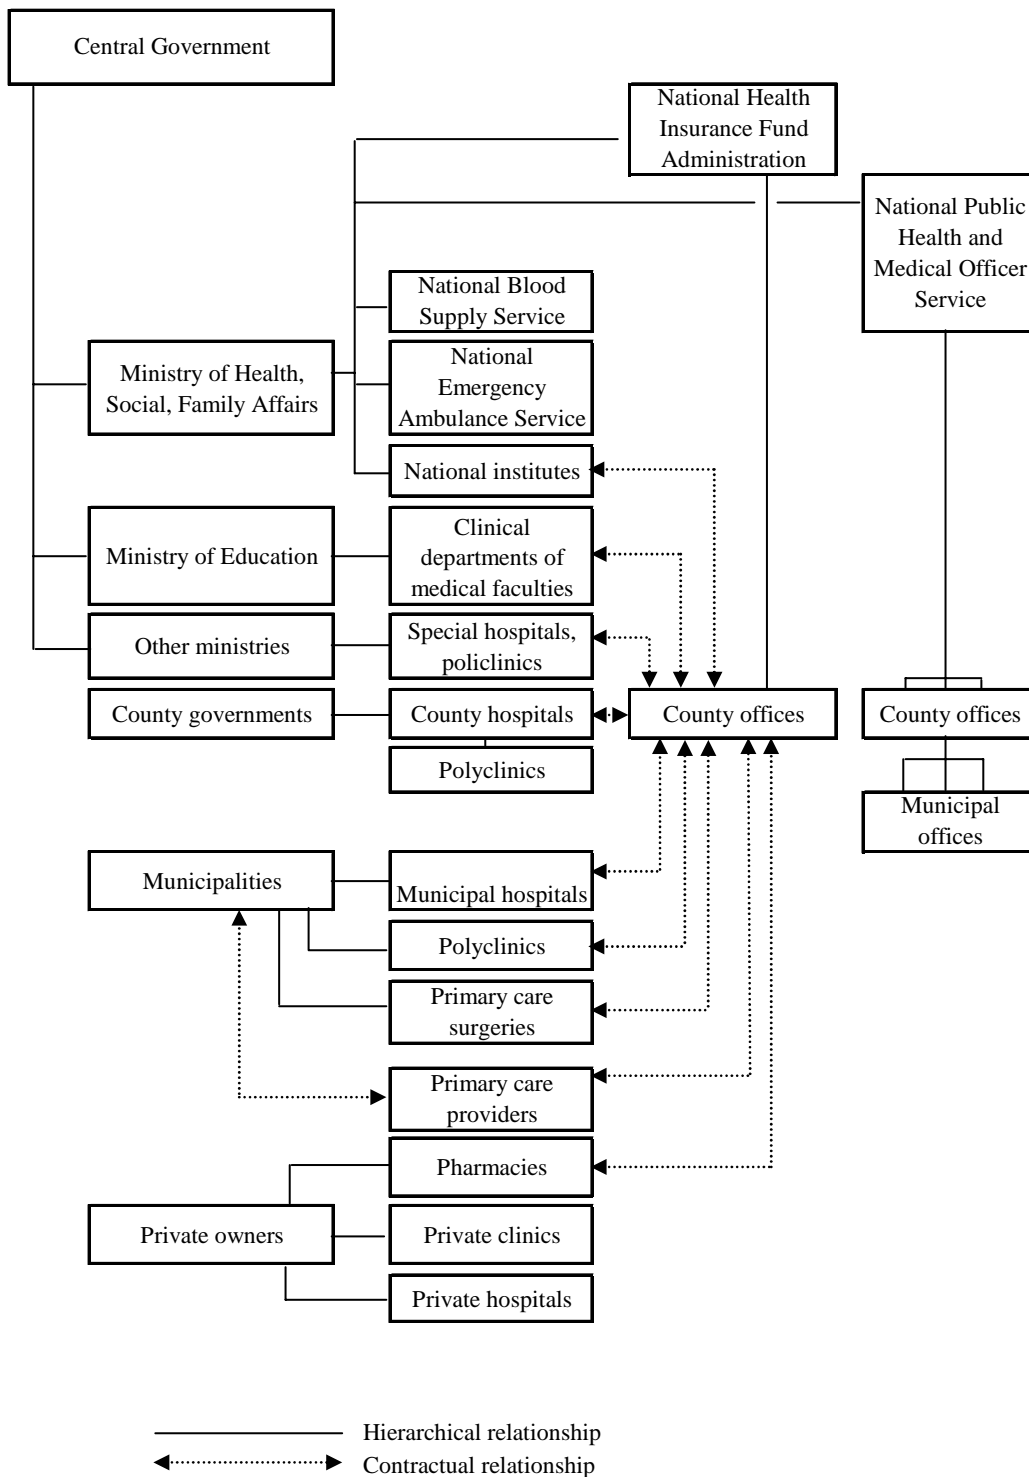 Central Government
National Health
Insurance Fund
Administration
National Public
Health and
Medical Officer
Service
National Blood
Supply Service
Ministry of Health,
Social, Family Affairs
National
Emergency
Ambulance Service
National institutes
Ministry of Education
Clinical
departments of
medical faculties
Other ministries
Special hospitals,
policlinics
County governments
County hospitals
County offices
County offices
Polyclinics
Municipal
offices
Municipalities
Municipal hospitals
Polyclinics
Primary care
surgeries
Primary care
providers
Pharmacies
Private owners
Private clinics
Private hospitals
Hierarchical relationship
Contractual relationship